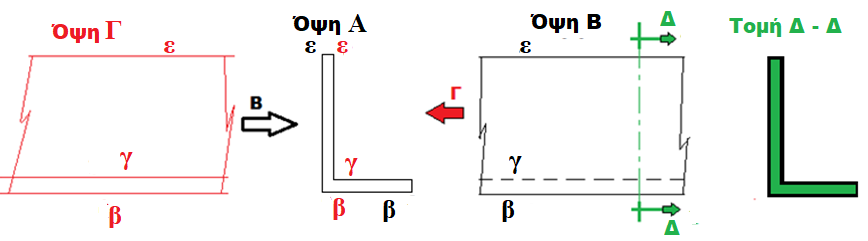 Όψη Γ
ε
γ
β
Β
Όψη Α
ε ε
γ
β β
Γ
Όψη Β
ε
γ
β
Δ
Δ
Τομή Δ - Δ